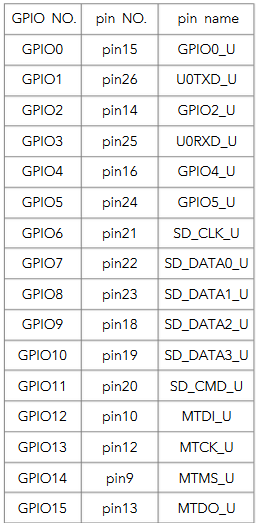 GPIO NO. pin NO. pin name
GPIO0 pin15 GPIO0_U
GPIO1 pin26 U0TXD_U
GPIO2 pin14 GPIO2_U
GPIO3 pin25 U0RXD_U
GPIO4 pin16 GPIO4_U
GPIO5 pin24 GPIO5_U
GPIO6 pin21 SD_CLK_U
GPIO7 pin22 SD_DATA0_U
GPIO8 pin23 SD_DATA1_U
GPIO9 pin18 SD_DATA2_U
GPIO10 pin19 SD_DATA3_U
GPIO11 pin20 SD_CMD_U
GPIO12 pin10 MTDI_U
GPIO13 pin12 MTCK_U
GPIO14 pin9 MTMS_U
GPIO15 pin13 MTDO_U